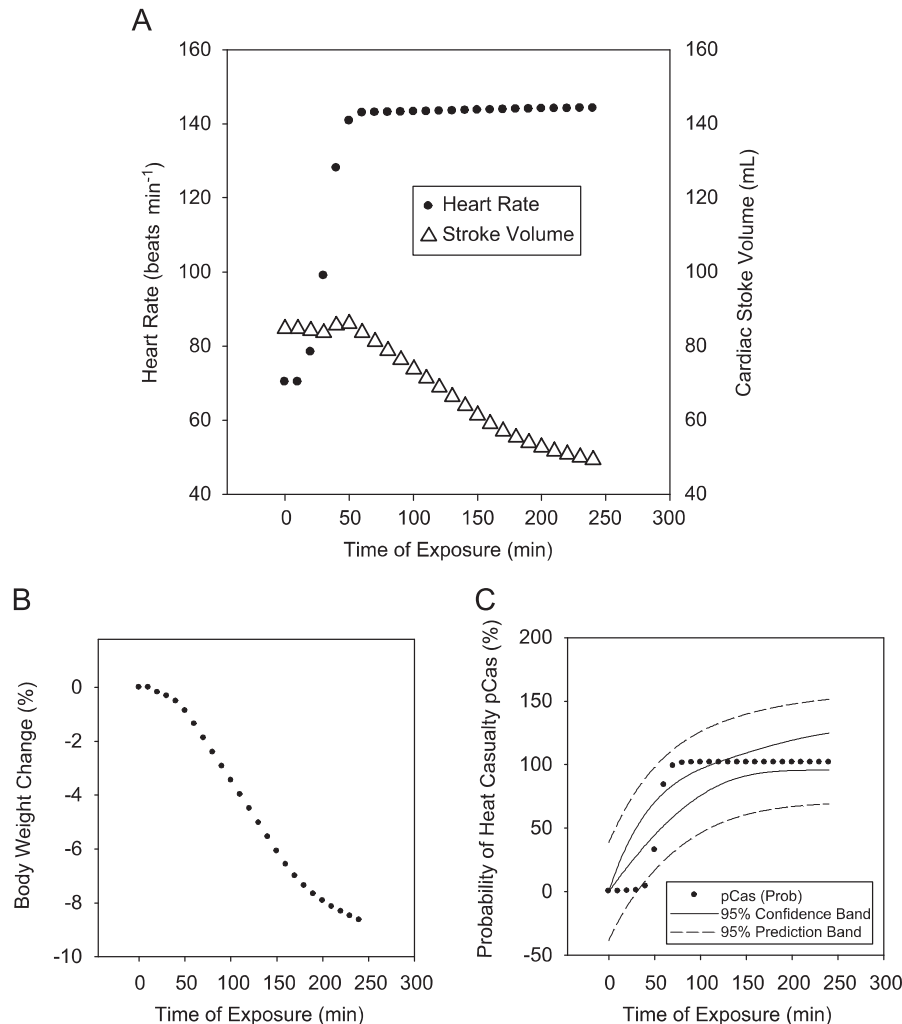 A
160
140
120
100
80
60
40
160
140
120
100
80
60
40
Heart Rate (beats min-1)
Cardiac Stoke Volume (mL)
Heart Rate
Stroke Volume
0 50 100 150 200 250 300
Time of Exposure (min)
B
0
-2
-4
-6
-8
-10
Body Weight Change (%)
0 50 100 150 200 250 300
Time of Exposure (min)
C
200
150
100
50
0
-50
Probability of Heat Casualty pCas (%)
pCas (Prob)
95% Confidence Band
95% Prediction Band
0 50 100 150 200 250 300
Time of Exposure (min)